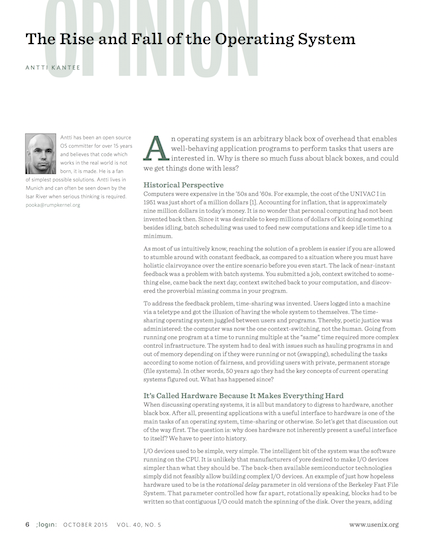 OPINION
The Rise and Fall of the Operating System
ANTTI KANTEE
Antti has been an open source
OS committer for over 15 years
and believes that code which
works in the real world is not
born, it is made. He is a fan
of simplest possible solutions. Antti lives in
Munich and can often be seen down by the
Isar River when serious thinking is required.
pooka@rumpkernel.org
An operating system is an arbitrary black box of overhead that enables
well-behaving application programs to perform tasks that users are
interested in. Why is there so much fuss about black boxes, and could
we get things done with less?
Historical Perspective
Computers were expensive in the '50s and '60s. For example, the cost of the UNIVAC I in
1951 was just short of a million dollars [1]. Accounting for inflation, that is approximately
nine million dollars in today's money. It is no wonder that personal computing had not been
invented back then. Since it was desirable to keep millions of dollars of kit doing something
besides idling, batch scheduling was used to feed new computations and keep idle time to a
minimum.
As most of us intuitively know, reaching the solution of a problem is easier if you are allowed
to stumble around with constant feedback, as compared to a situation where you must have
holistic clairvoyance over the entire scenario before you even start. The lack of near-instant
feedback was a problem with batch systems. You submitted a job, context switched to some-
thing else, came back the next day, context switched back to your computation, and discov-
ered the proverbial missing comma in your program.
To address the feedback problem, time-sharing was invented. Users logged into a machine
via a teletype and got the illusion of having the whole system to themselves. The time-
sharing operating system juggled between users and programs. Thereby, poetic justice was
administered: the computer was now the one context-switching, not the human. Going from
running one program at a time to running multiple at the "same" time required more complex
control infrastructure. The system had to deal with issues such as hauling programs in and
out of memory depending on if they were running or not (swapping), scheduling the tasks
according to some notion of fairness, and providing users with private, permanent storage
(file systems). In other words, 50 years ago they had the key concepts of current operating
systems figured out. What has happened since?
It's Called Hardware Because It Makes Everything Hard
When discussing operating systems, it is all but mandatory to digress to hardware, another
black box. After all, presenting applications with a useful interface to hardware is one of the
main tasks of an operating system, time-sharing or otherwise. So let's get that discussion out
of the way first. The question is: why does hardware not inherently present a useful interface
to itself? We have to peer into history.
I/O devices used to be simple, very simple. The intelligent bit of the system was the software
running on the CPU. It is unlikely that manufacturers of yore desired to make I/O devices
simpler than what they should be. The back-then available semiconductor technologies
simply did not feasibly allow building complex I/O devices. An example of just how hopeless
hardware used to be is the rotational delay parameter in old versions of the Berkeley Fast File
System. That parameter controlled how far apart, rotationally speaking, blocks had to be
written so that contiguous I/O could match the spinning of the disk. Over the years, adding
6 ;login: OCTOBER 2015 VOL. 40, NO. 5 www.usenix.org